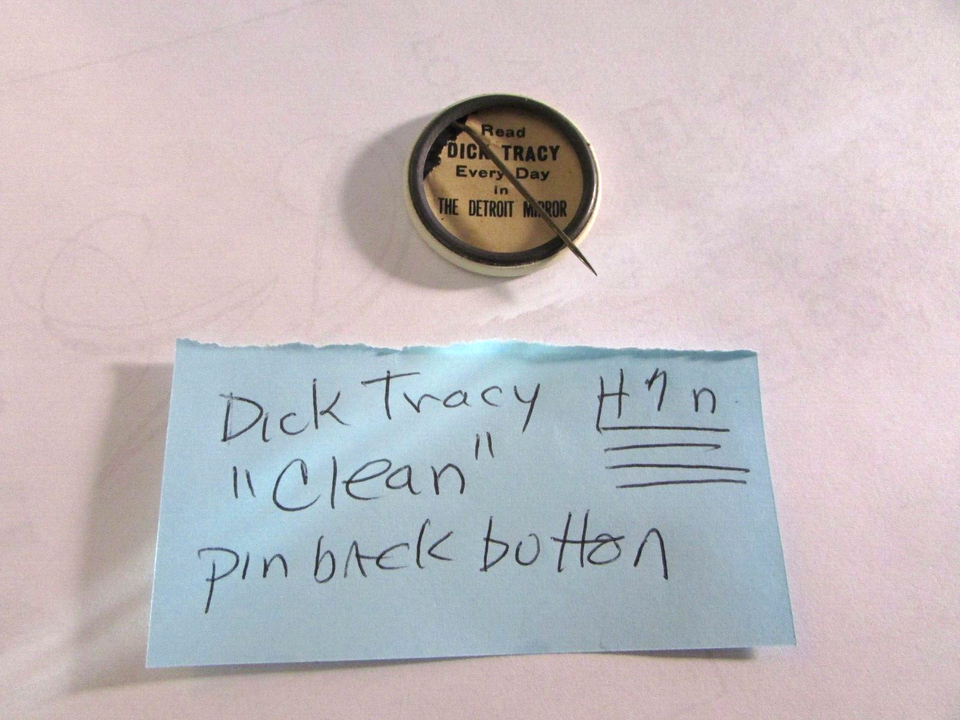 Read
DICK TRACY
Every Day
in
THE DETROIT MIRROR
Dick Tracy
"Clean"
pin back button